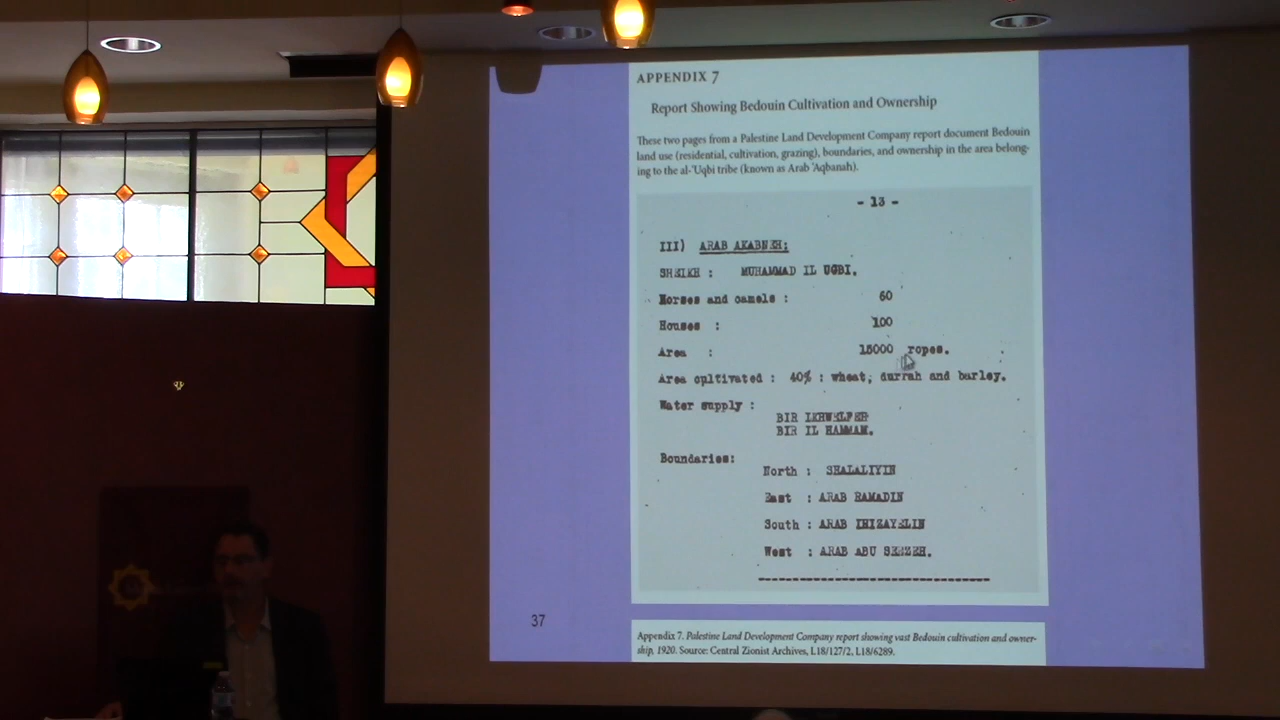 APPENDIX 7
Report Showing Bedouin Cultivation and Ownership
These two pages from a Palestine Land Development Company report document Bedouin
land use (residential, cultivation, grazing), boundaries, and ownership in the area belong-
ing to the al-'Uqbi tribe (known as Arab 'Aqbanah).
- 13 -
III) ARAB AKABNEH:
SHEIKH : MUHAMMAD IL UGBI.
Horses and camels : 60
Houses : 100
Area : 15000 ropes.
Area cpltivated : 40% : wheat, durrah and barley.
Water supply :
BIR
BIR IL HAMMAM.
Boundaries:
North : SHALALIYIN
East : ARAB RAMADIN
South : ARAB IHIZAYELIN
West : ARAB ABU
37
Appendix 7. Palestine Land Development Company report showing vast Bedouin cultivation and owner-
ship, 1920. Source: Central Zionist Archives, L18/127/2, L18/6289.